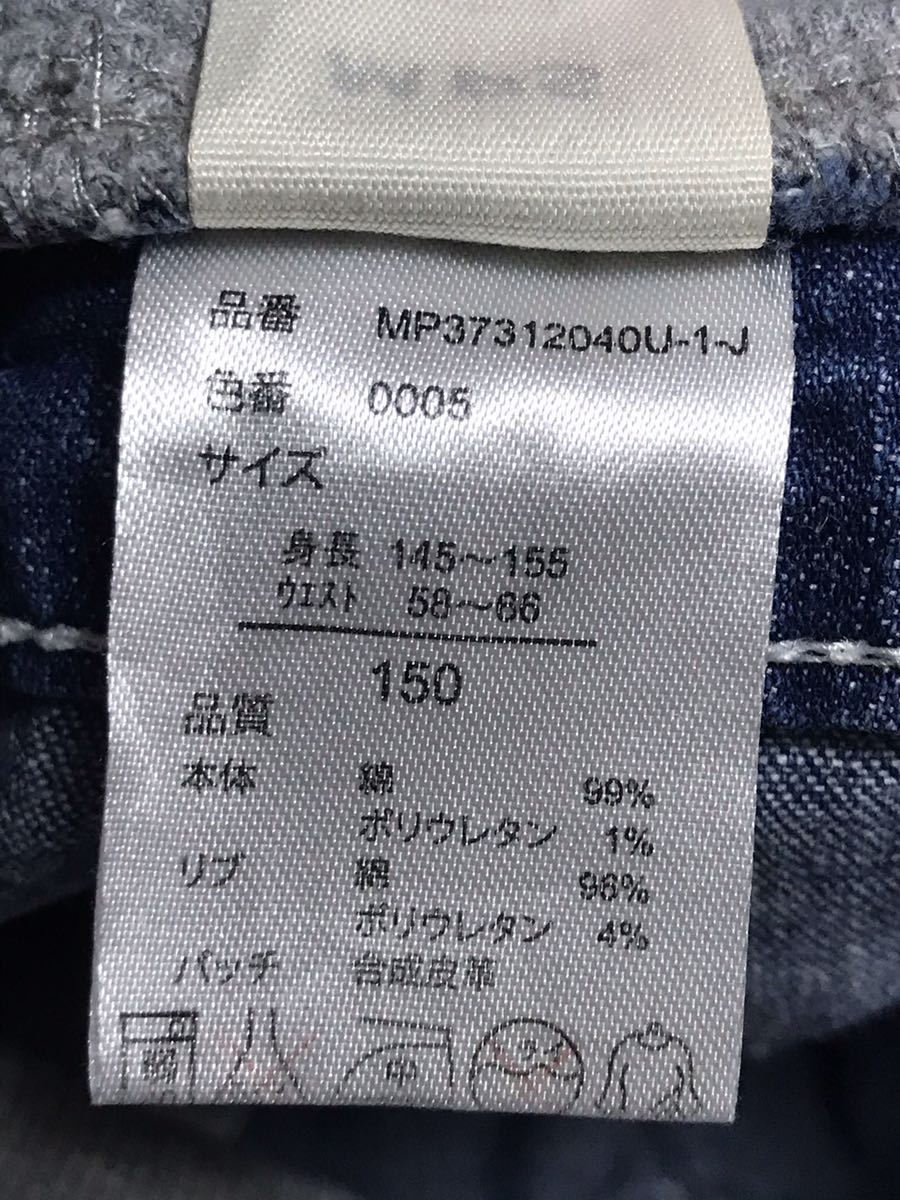 品番 MP37312040U-1-J
色番 0005
サイズ
身長 145～155
ウエスト 58～66
150
品質
本体 綿 99%
ポリウレタン 1%
リブ 綿 96%
ポリウレタン 4%
パッチ 合成皮革
中